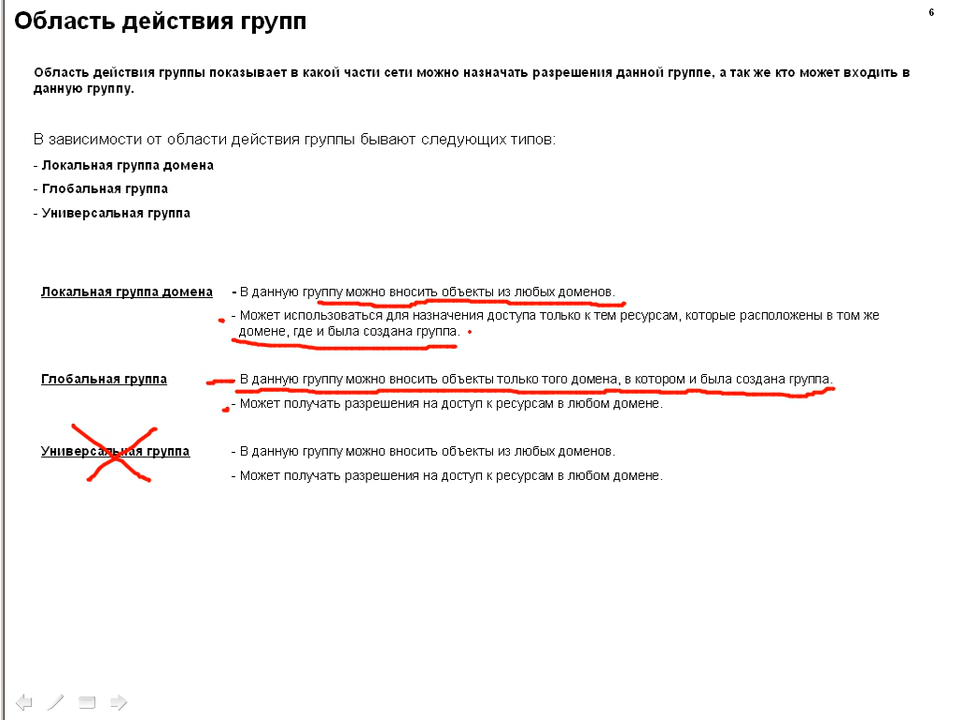 Область действия групп
6
Область действия группы показывает в какой части сети можно назначать разрешения данной группе, а так же кто может входить в
данную группу.
В зависимости от области действия группы бывают следующих типов:
- Локальная группа домена
- Глобальная группа
- Универсальная группа
Локальная группа домена - В данную группу можно вносить объекты из любых доменов.
- Может использоваться для назначения доступа только к тем ресурсам, которые расположены в том же
домене, где и была создана группа.
Глобальная группа - В данную группу можно вносить объекты только того домена, в котором и была создана группа.
- Может получать разрешения на доступ к ресурсам в любом домене.
Универсальная группа - В данную группу можно вносить объекты из любых доменов.
- Может получать разрешения на доступ к ресурсам в любом домене.